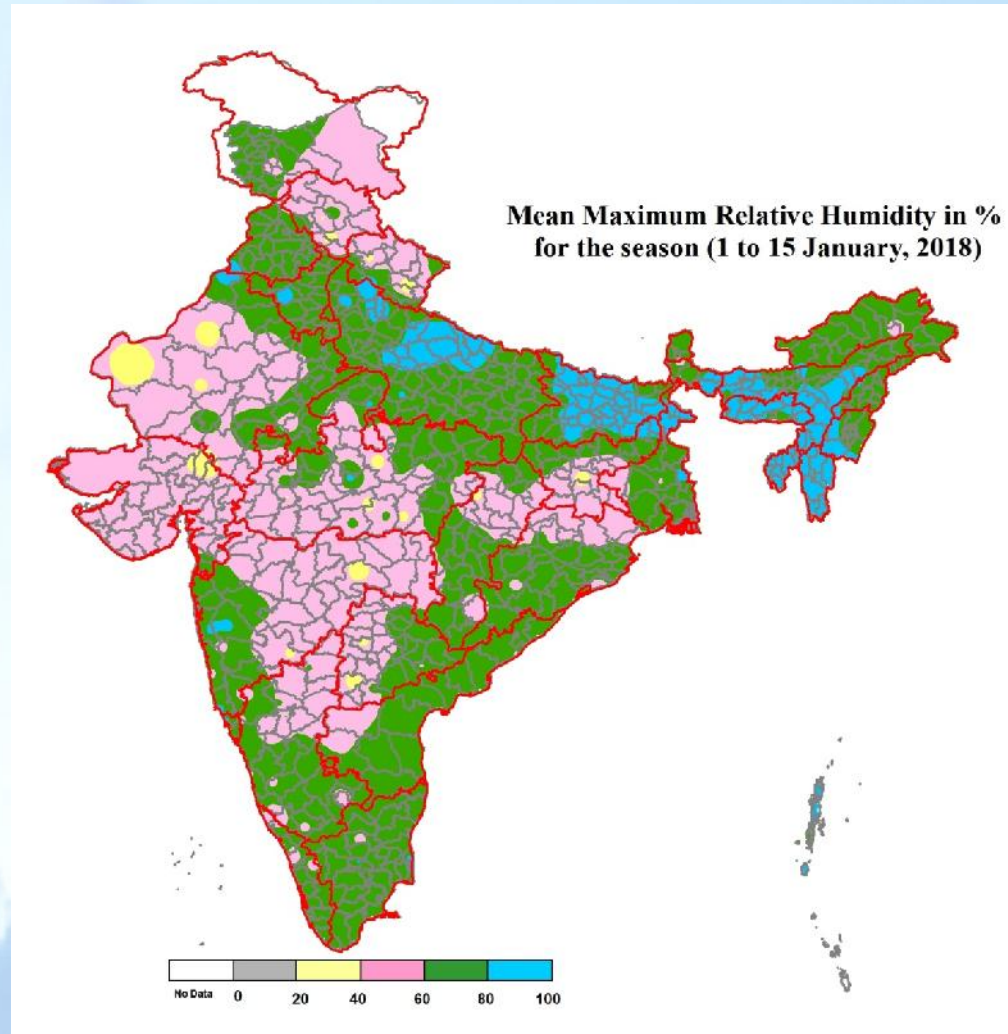 Mean Maximum Relative Humidity in %
for the season (1 to 15 January, 2018)
No Data 0 20 40 60 80 100